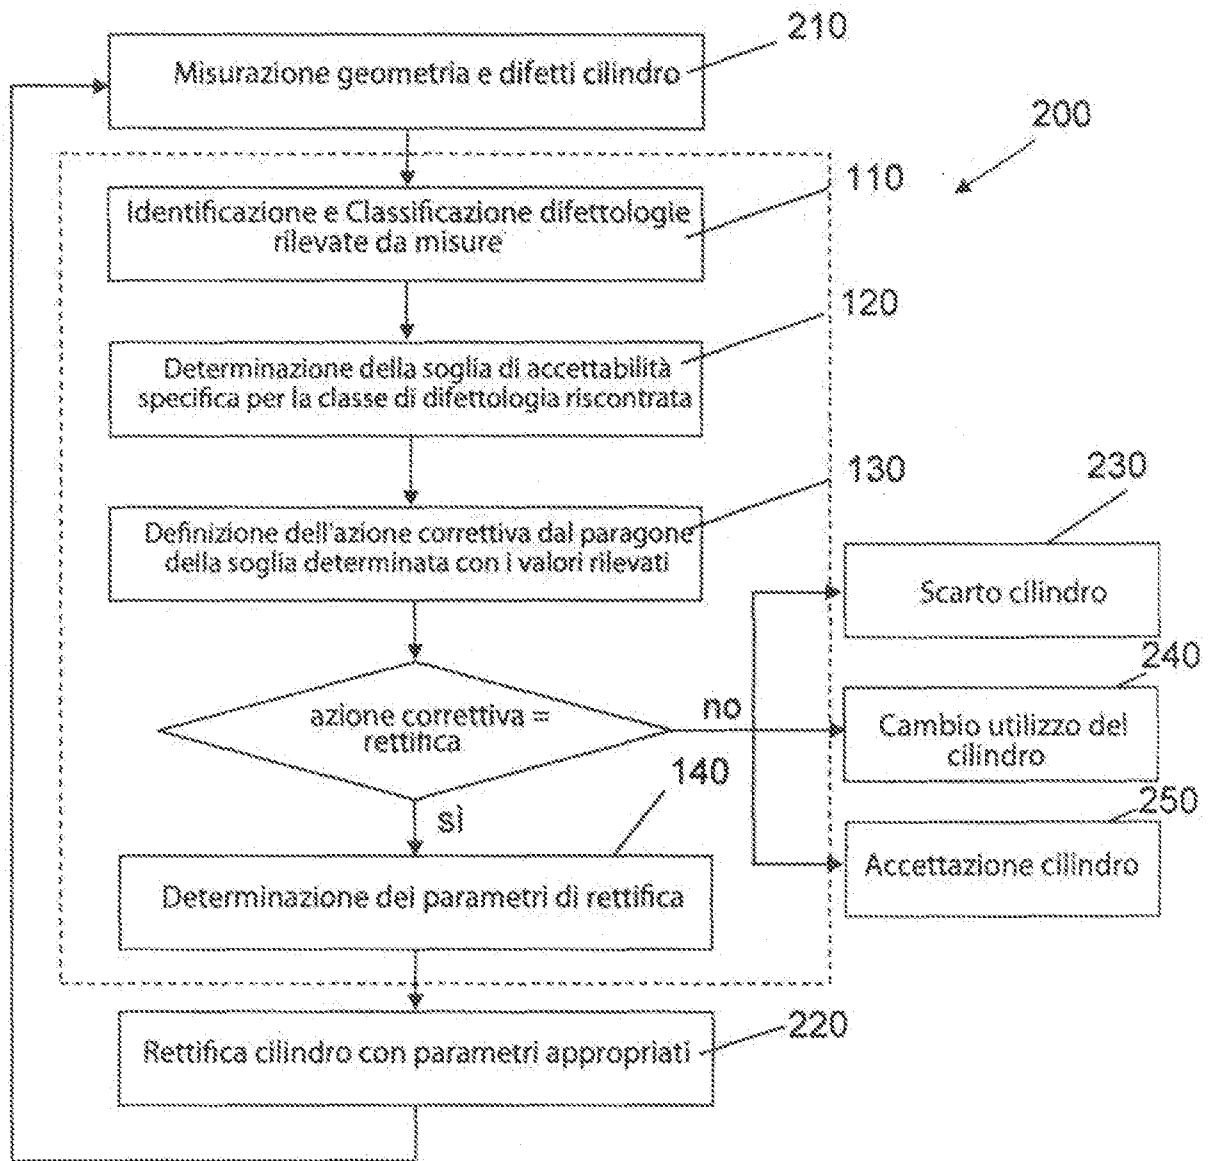 210
Misurazione geometria e difetti cilindro
200
110
Identificazione e Classificazione difettologie
rilevate da misure
120
Determinazione della soglia di accettabilità
specifica per la classe di difettologia riscontrata
130
Definizione dell'azione correttiva dal paragone
della soglia determinata con i valori rilevati
230
Scarto cilindro
240
Cambio utilizzo del
cilindro
250
Accettazione cilindro
azione correttiva =
rettifica
no
sì
140
Determinazione dei parametri di rettifica
220
Rettifica cilindro con parametri appropriati